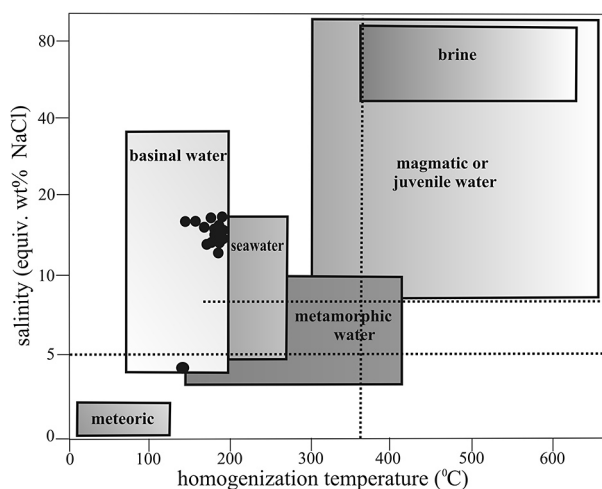 salinity (equiv. wt% NaCl)
80
40
20
10
5
0
brine
magmatic or
juvenile water
basinal water
seawater
metamorphic
water
meteoric
0
100
200
300
400
500
600
homogenization temperature (⁰C)